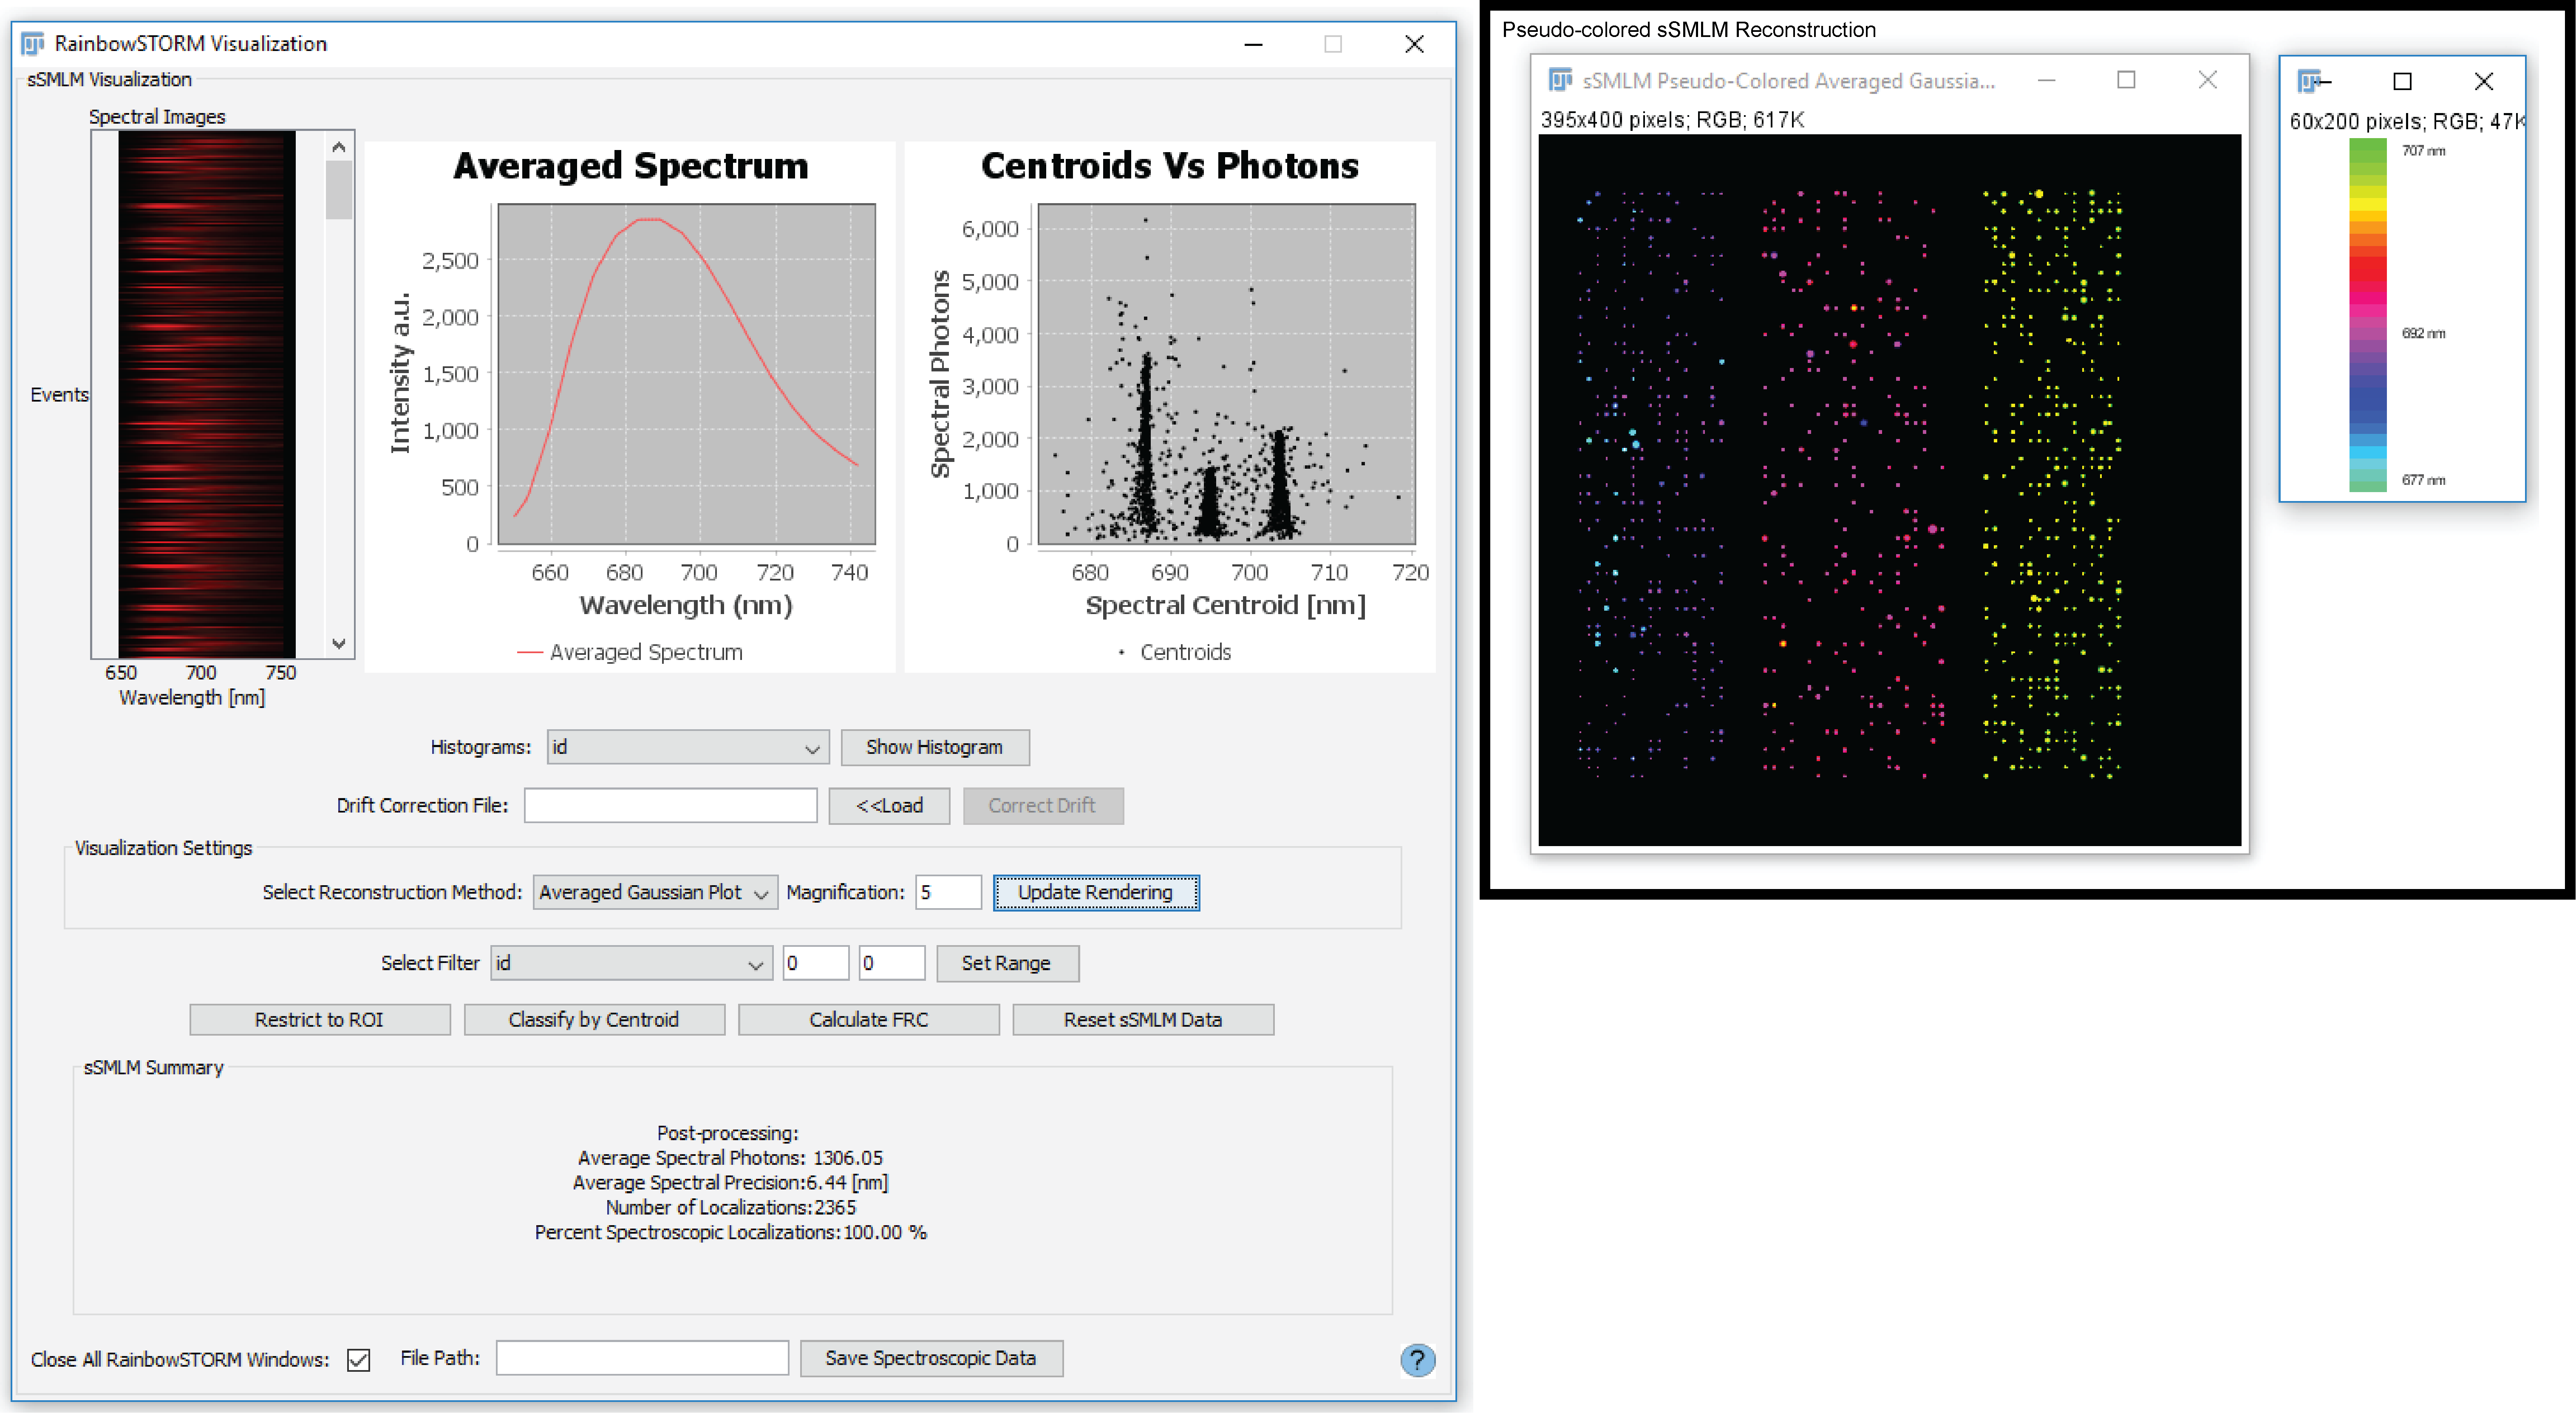 RainbowSTORM Visualization
sSMLM Visualization
Spectral Images
Events
650 700 750
Wavelength [nm]
Averaged Spectrum
Intensity a.u.
2,500
2,000
1,500
1,000
500
0
660 680 700 720 740
Wavelength (nm)
Averaged Spectrum
Centroids Vs Photons
Spectral Photons
6,000
5,000
4,000
3,000
2,000
1,000
0
680 690 700 710 720
Spectral Centroid [nm]
Centroids
Histograms: id Show Histogram
Drift Correction File: <<Load Correct Drift
Visualization Settings
Select Reconstruction Method: Averaged Gaussian Plot Magnification: 5 Update Rendering
Select Filter id 0 0 Set Range
Restrict to ROI Classify by Centroid Calculate FRC Reset sSMLM Data
sSMLM Summary
Post-processing:
Average Spectral Photons: 1306.05
Average Spectral Precision:6.44 [nm]
Number of Localizations:2365
Percent Spectroscopic Localizations:100.00 %
Close All RainbowSTORM Windows: File Path: Save Spectroscopic Data ?
Pseudo-colored sSMLM Reconstruction
sSMLM Pseudo-Colored Averaged Gaussia...
395x400 pixels; RGB; 617K
60x200 pixels; RGB; 47K
707 nm
692 nm
677 nm